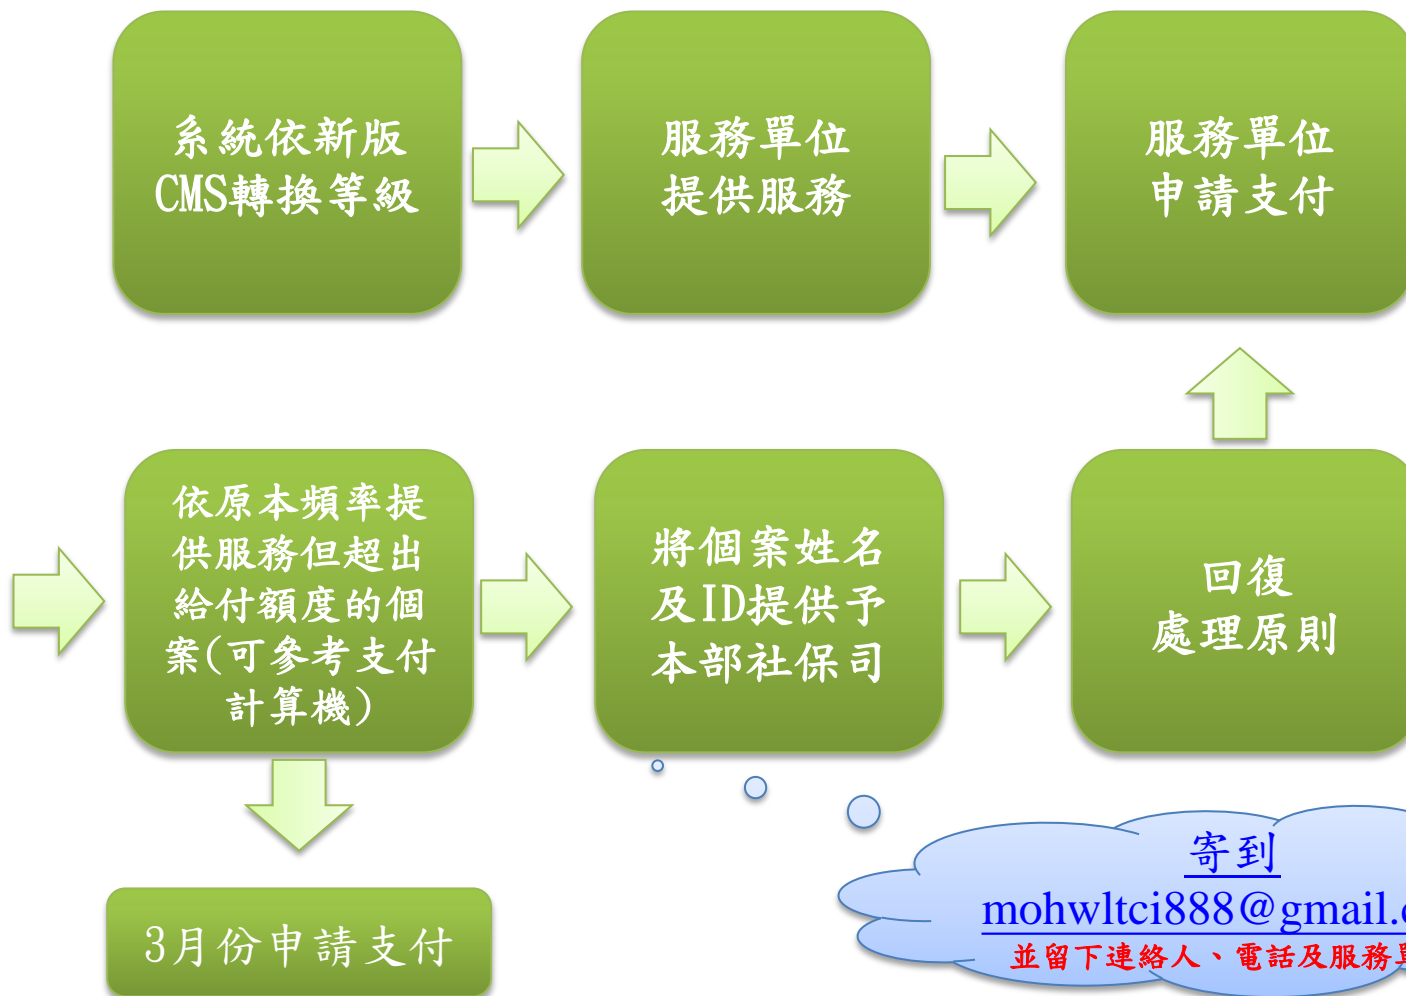 系統依新版
CMS轉換等級
服務單位
提供服務
服務單位
申請支付
依原本頻率提
供服務但超出
給付額度的個
案(可參考支付
計算機)
將個案姓名
及ID提供予
本部社保司
回復
處理原則
3月份申請支付
寄到
mohwltci888@gmail.
並留下連絡人、電話及服務